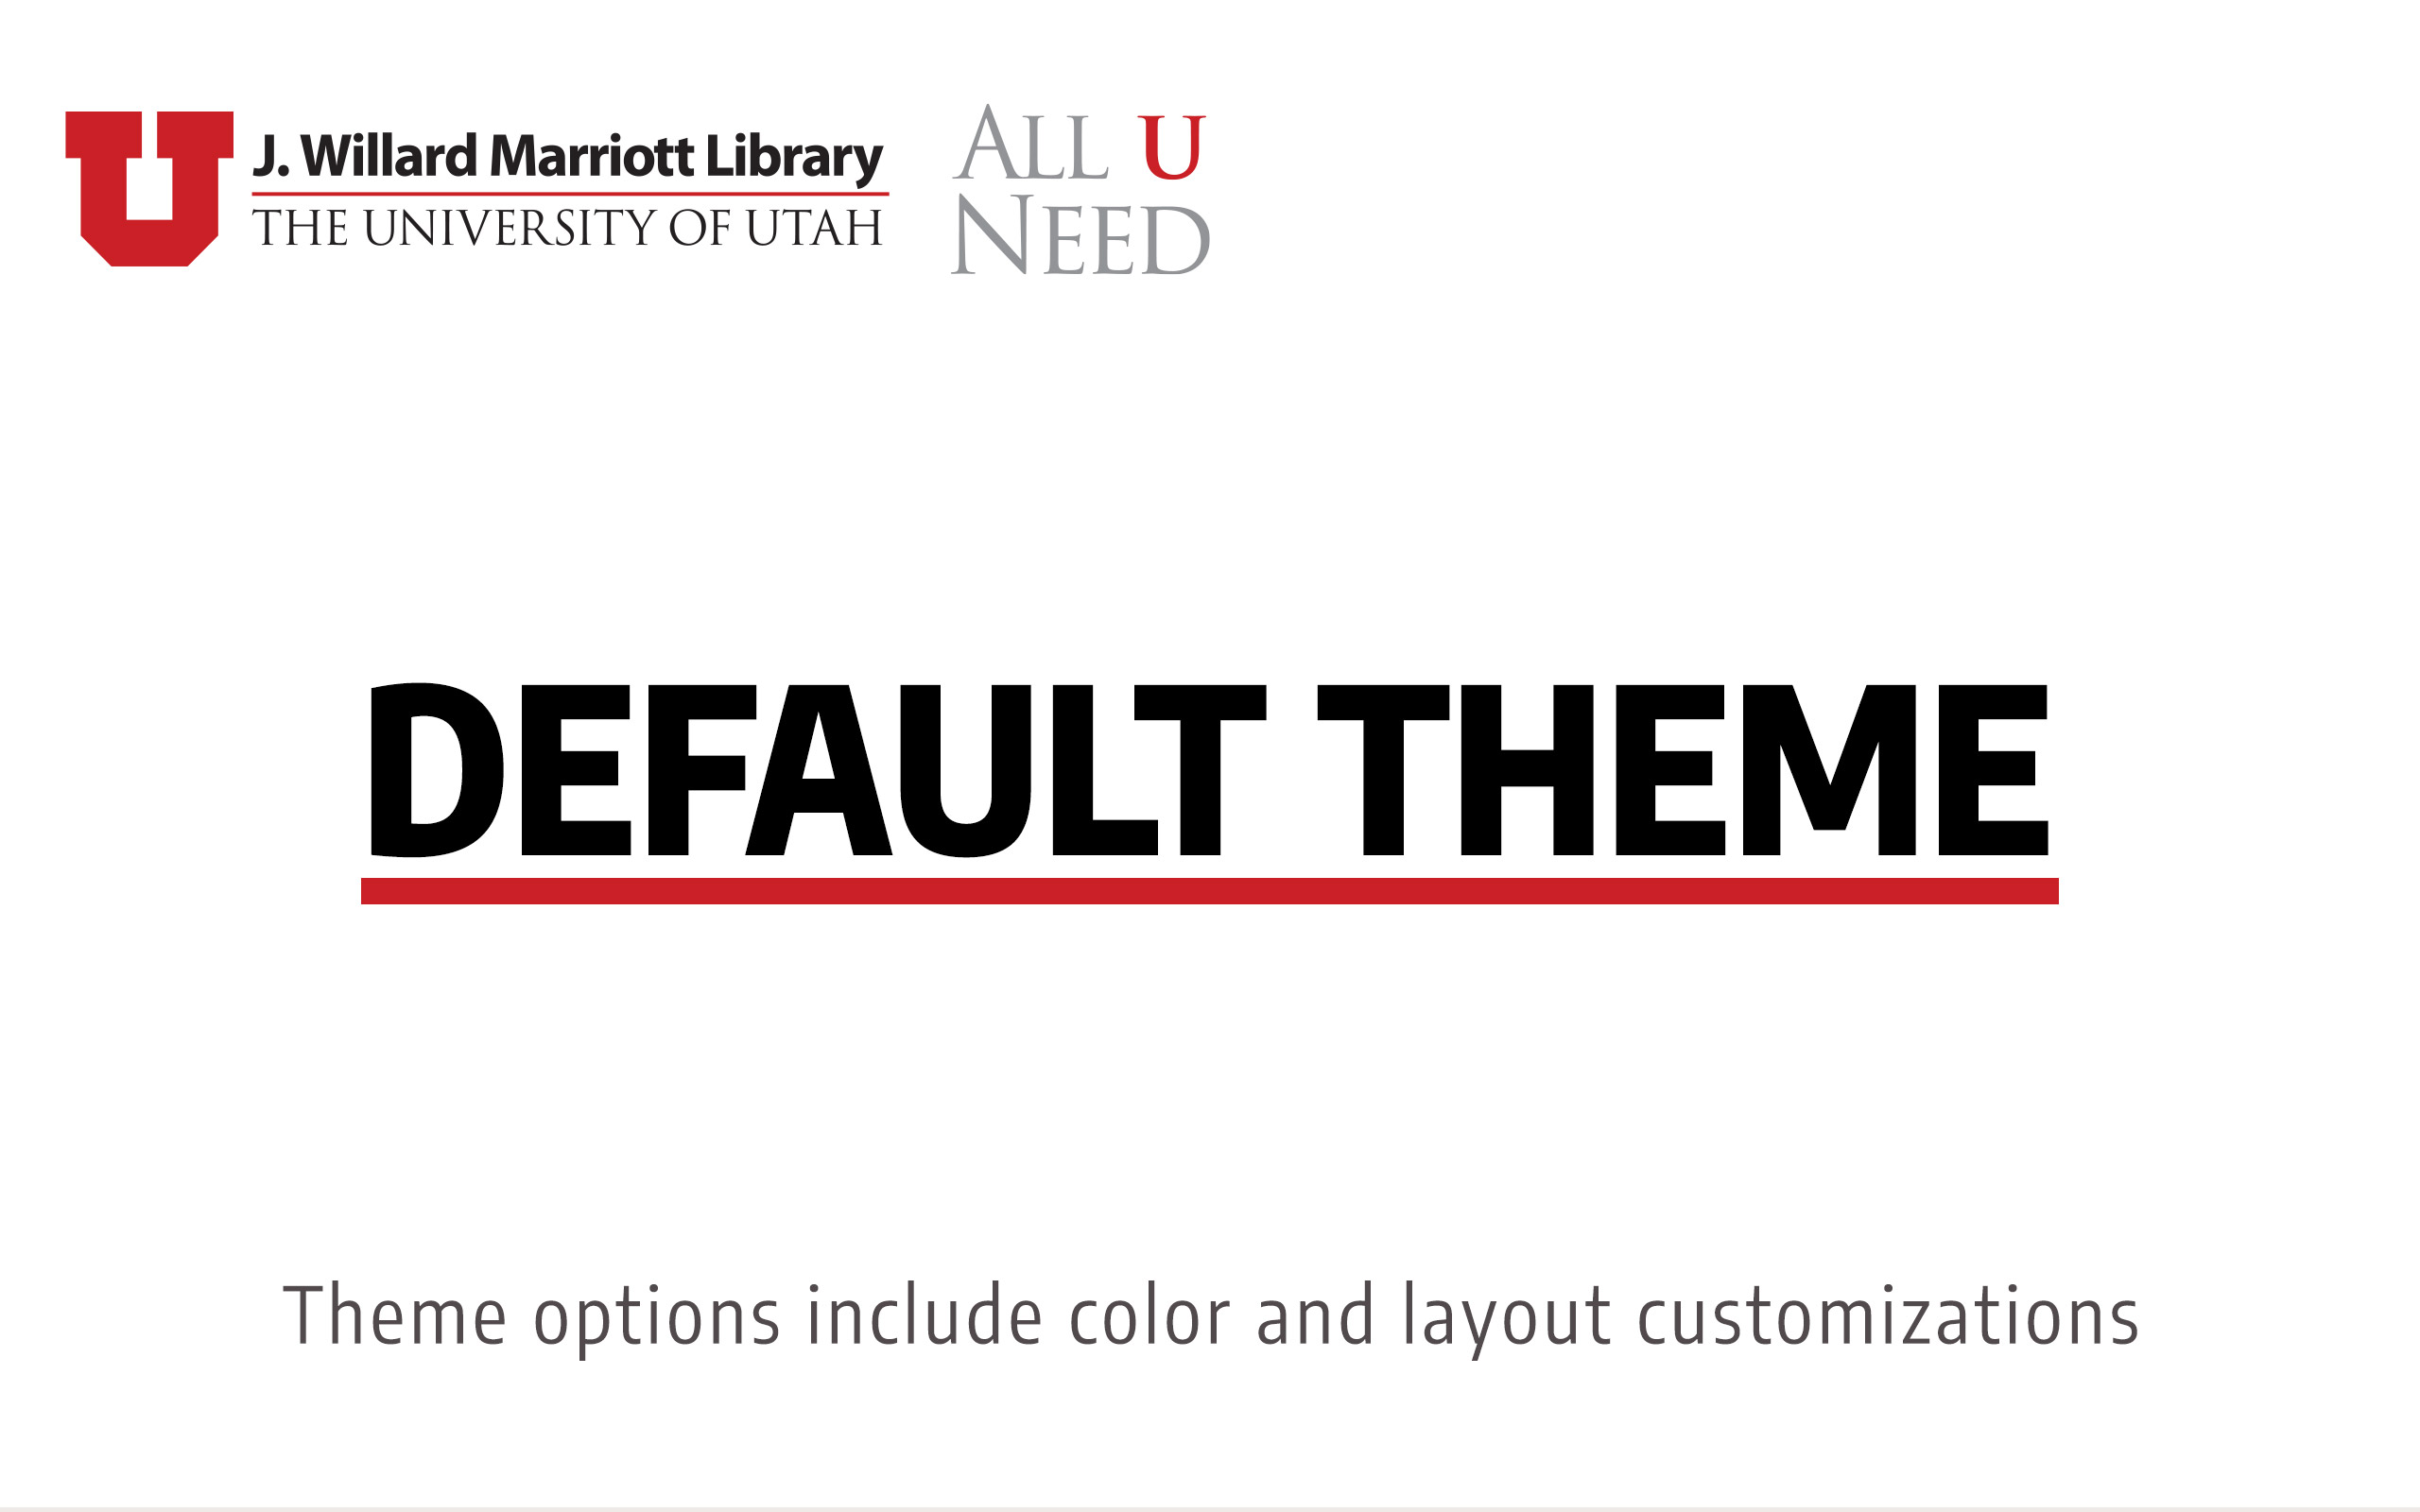 U J. Willard Marriott Library
THE UNIVERSITY OF UTAH
ALL U
NEED
DEFAULT THEME
Theme options include color and layout customizations